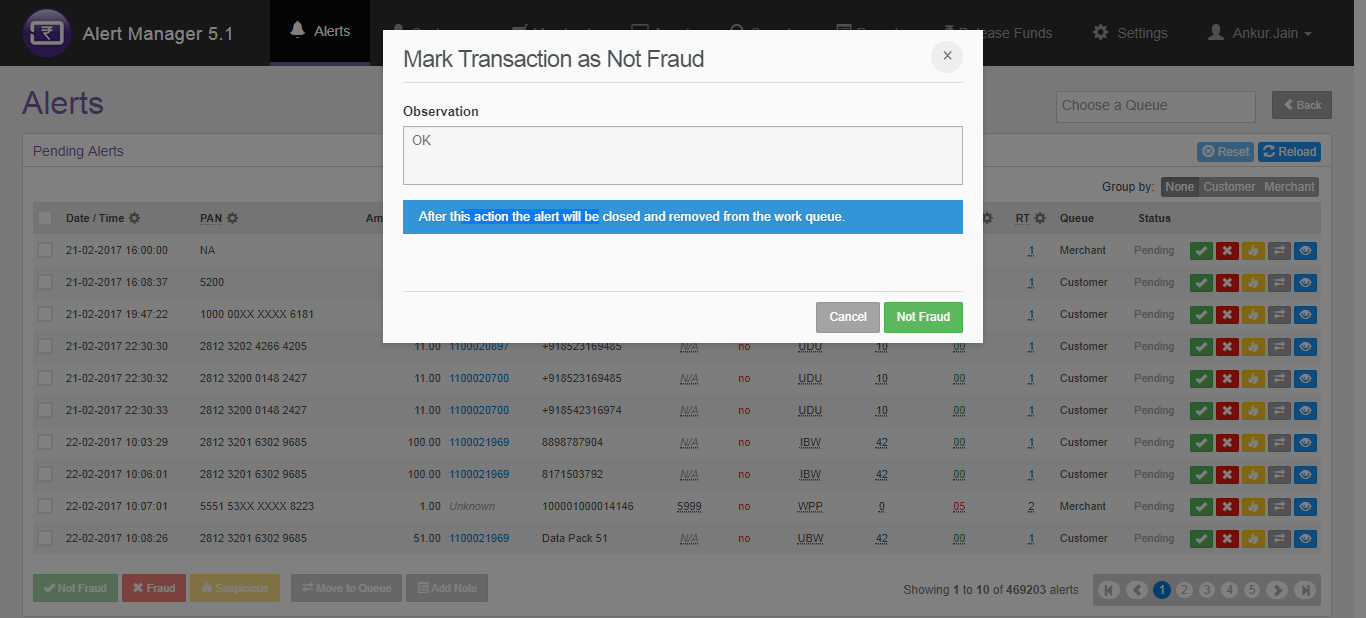 Alert Manager 5.1
Alerts
Release Funds
Settings
Ankur.Jain
Mark Transaction as Not Fraud
×
Observation
OK
After this action the alert will be closed and removed from the work queue.
Cancel
Not Fraud
Alerts
Choose a Queue
Back
Pending Alerts
Reset
Reload
Group by: None Customer Merchant
Date / Time PAN Am RT Queue Status
21-02-2017 16:00:00 NA 1 Merchant Pending
21-02-2017 16:08:37 5200 1 Customer Pending
21-02-2017 19:47:22 1000 00XX XXXX 6181 1 Customer Pending
21-02-2017 22:30:30 2812 3202 4266 4205 11.00 1100020897 +918523169485 N/A no UDU 10 00 1 Customer Pending
21-02-2017 22:30:32 2812 3200 0148 2427 11.00 1100020700 +918523169485 N/A no UDU 10 00 1 Customer Pending
21-02-2017 22:30:33 2812 3200 0148 2427 11.00 1100020700 +918542316974 N/A no UDU 10 00 1 Customer Pending
22-02-2017 10:03:29 2812 3201 6302 9685 100.00 1100021969 8898787904 N/A no IBW 42 00 1 Customer Pending
22-02-2017 10:06:01 2812 3201 6302 9685 100.00 1100021969 8171503792 N/A no IBW 42 00 1 Customer Pending
22-02-2017 10:07:01 5551 53XX XXXX 8223 1.00 Unknown 100001000014146 5999 no WPP 0 05 2 Merchant Pending
22-02-2017 10:08:26 2812 3201 6302 9685 51.00 1100021969 Data Pack 51 N/A no UBW 42 00 1 Customer Pending
Not Fraud Fraud Suspicious Move to Queue Add Note
Showing 1 to 10 of 469203 alerts 1 2 3 4 5